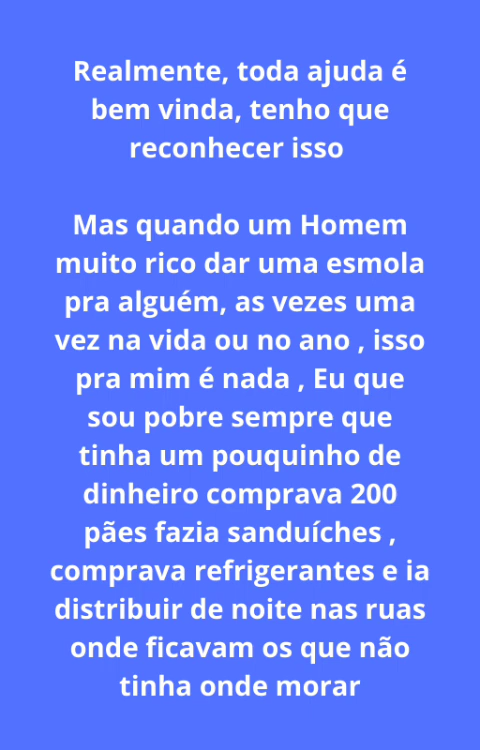 Realmente, toda ajuda é
bem vinda, tenho que
reconhecer isso
Mas quando um Homem
muito rico dar uma esmola
pra alguém, as vezes uma
vez na vida ou no ano , isso
pra mim é nada , Eu que
sou pobre sempre que
tinha um pouquinho de
dinheiro comprava 200
pães fazia sanduíches ,
comprava refrigerantes e ia
distribuir de noite nas ruas
onde ficavam os que não
tinha onde morar